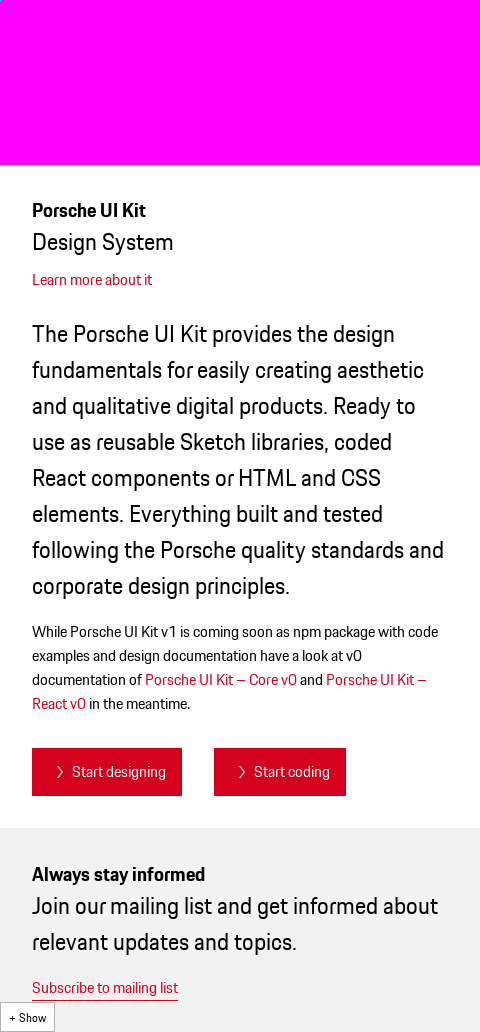 Porsche UI Kit
Design System
Learn more about it
The Porsche UI Kit provides the design
fundamentals for easily creating aesthetic
and qualitative digital products. Ready to
use as reusable Sketch libraries, coded
React components or HTML and CSS
elements. Everything built and tested
following the Porsche quality standards and
corporate design principles.
While Porsche UI Kit v1 is coming soon as npm package with code
examples and design documentation have a look at v0
documentation of Porsche UI Kit – Core v0 and Porsche UI Kit –
React v0 in the meantime.
Start designing
Start coding
Always stay informed
Join our mailing list and get informed about
relevant updates and topics.
Subscribe to mailing list
+ Show